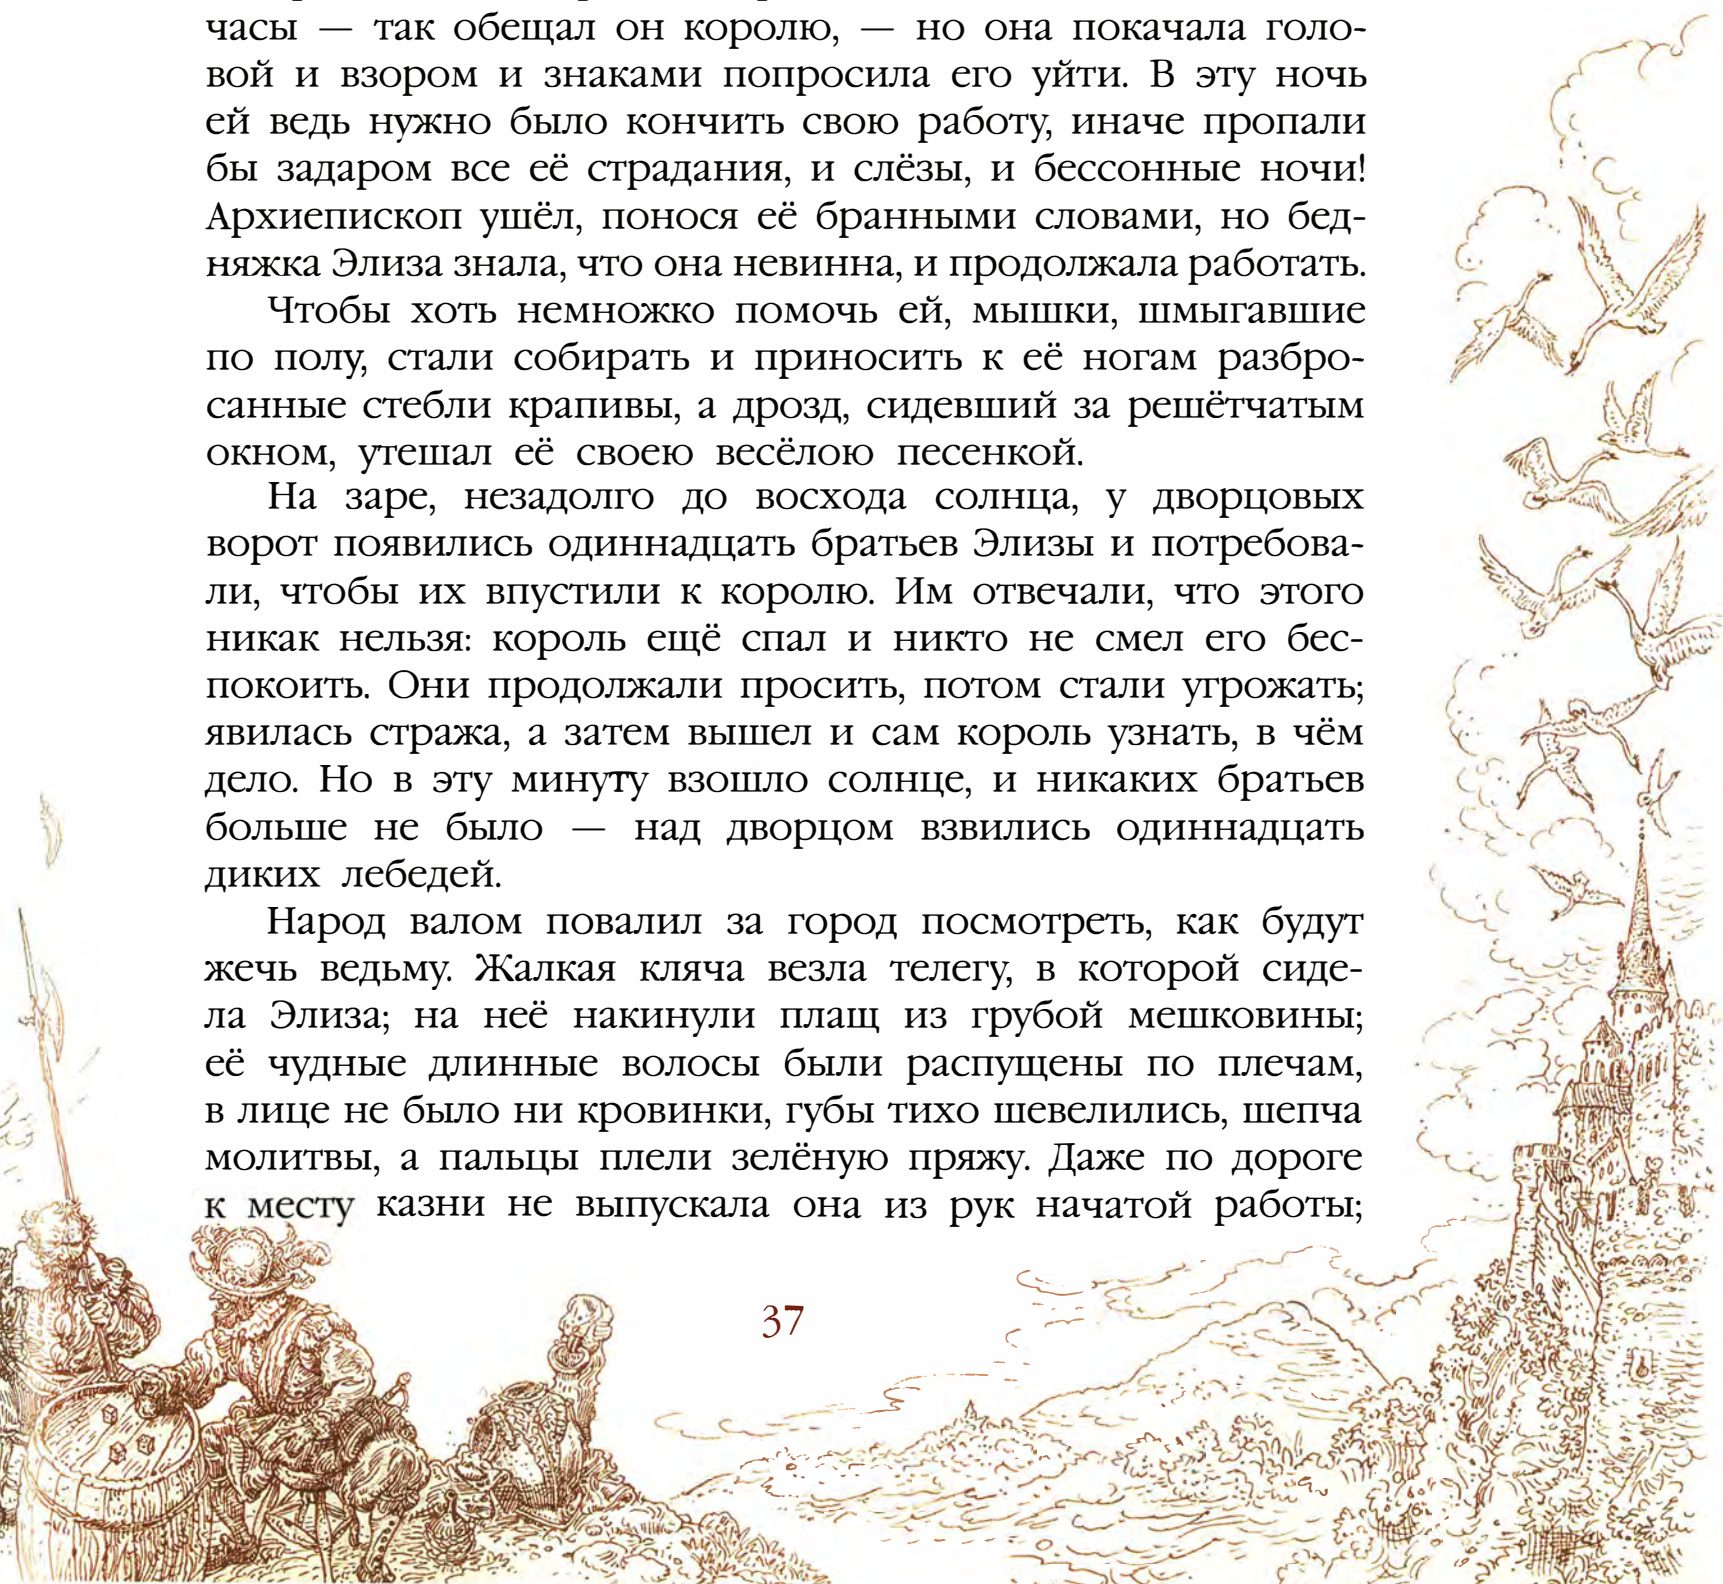 часы — так обещал он королю, — но она покачала голо-
вой и взором и знаками попросила его уйти. В эту ночь
ей ведь нужно было кончить свою работу, иначе пропали
бы задаром все её страдания, и слёзы, и бессонные ночи!
Архиепископ ушёл, понося её бранными словами, но бед-
няжка Элиза знала, что она невинна, и продолжала работать.
Чтобы хоть немножко помочь ей, мышки, шмыгавшие
по полу, стали собирать и приносить к её ногам разбро-
санные стебли крапивы, а дрозд, сидевший за решётчатым
окном, утешал её своею весёлою песенкой.
На заре, незадолго до восхода солнца, у дворцовых
ворот появились одиннадцать братьев Элизы и потребова-
ли, чтобы их впустили к королю. Им отвечали, что этого
никак нельзя: король ещё спал и никто не смел его бес-
покоить. Они продолжали просить, потом стали угрожать;
явилась стража, а затем вышел и сам король узнать, в чём
дело. Но в эту минуту взошло солнце, и никаких братьев
больше не было — над дворцом взвились одиннадцать
диких лебедей.
Народ валом повалил за город посмотреть, как будут
жечь ведьму. Жалкая кляча везла телегу, в которой сиде-
ла Элиза; на неё накинули плащ из грубой мешковины;
её чудные длинные волосы были распущены по плечам,
в лице не было ни кровинки, губы тихо шевелились, шепча
молитвы, а пальцы плели зелёную пряжу. Даже по дороге
к месту казни не выпускала она из рук начатой работы;
37